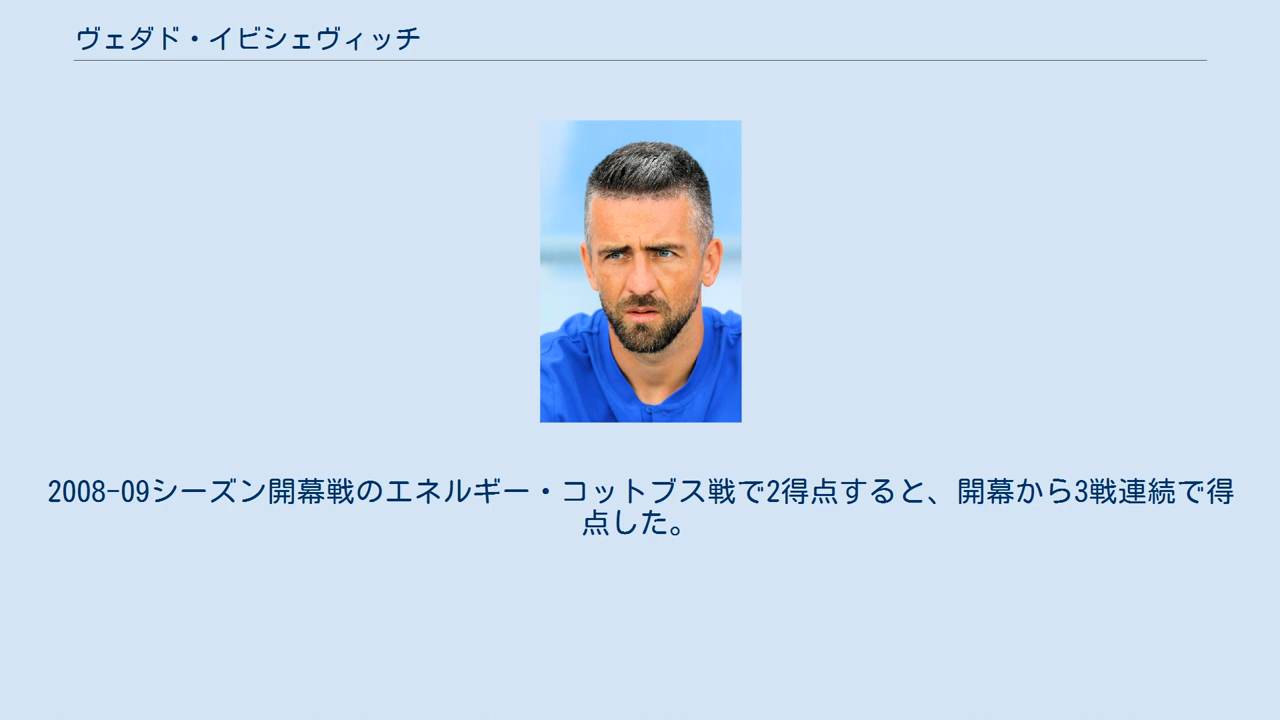 ヴェダド・イビシェヴィッチ
2008-09シーズン開幕戦のエネルギー・コットブス戦で2得点すると、開幕から3戦連続で得
点した。